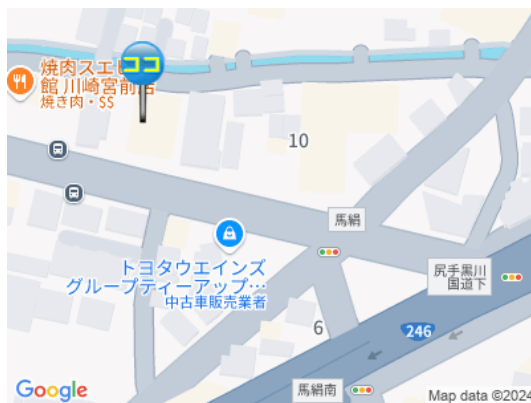 ココ
焼肉スエヒ
館 川崎宮前店
焼き肉・SS
10
馬絹
トヨタウエインズ
グループティーアップ…
中古車販売業者
尻手黒川
国道下
246
6
馬絹南
Google
Map data ©2024